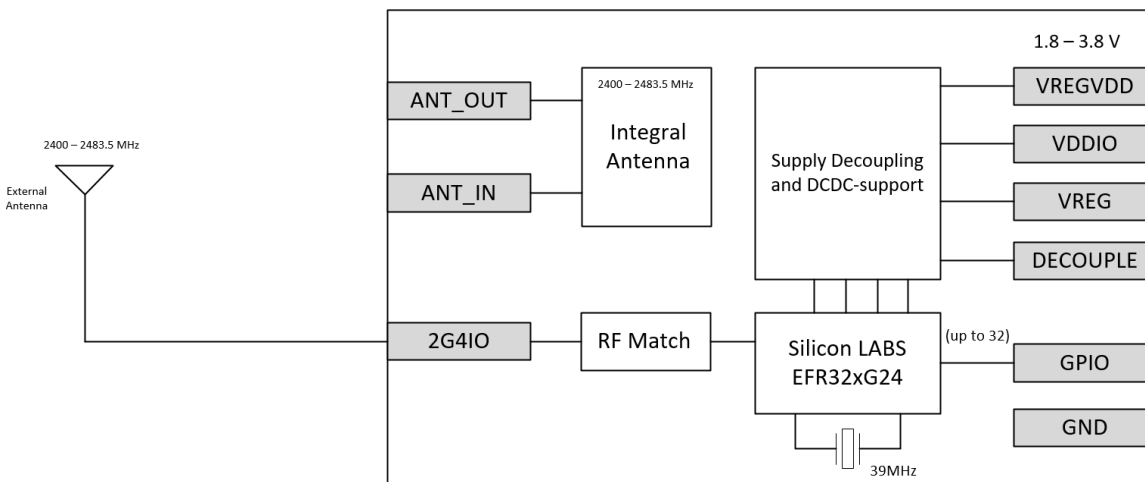 1.8 – 3.8 V
ANT_OUT
2400 – 2483.5 MHz
Integral
Antenna
VREGVDD
2400 – 2483.5 MHz
External
Antenna
ANT_IN
Supply Decoupling
and DCDC-support
VDDIO
VREG
DECOUPLE
2G4IO
RF Match
Silicon LABS
EFR32xG24
(up to 32)
GPIO
GND
39MHz